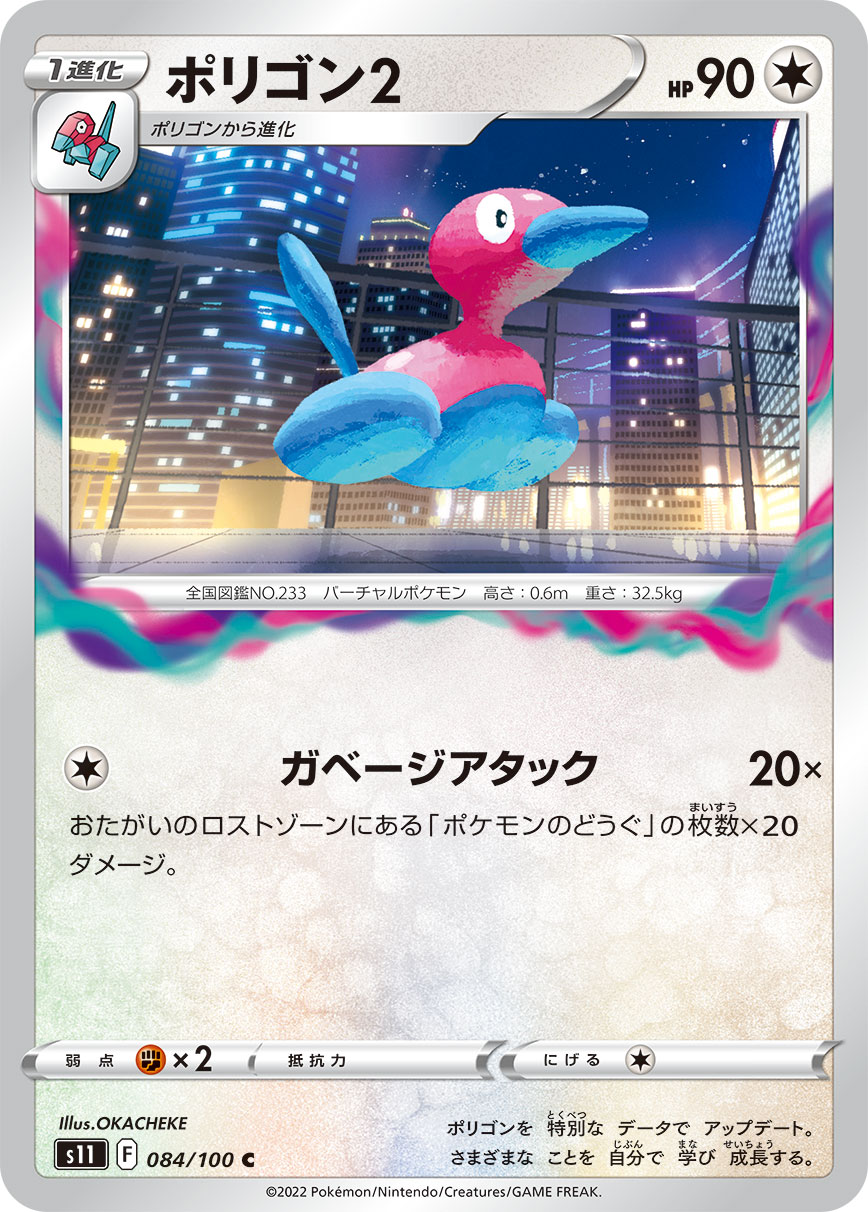 1進化
ポリゴン2
HP90
ポリゴンから進化
全国図鑑NO.233 バーチャルポケモン 高さ:0.6m 重さ:32.5kg
ガベージアタック 20×
おたがいのロストゾーンにある「ポケモンのどうぐ」の枚数×20
まいすう
ダメージ。
弱点 ×2 抵抗力 にげる
Illus.OKACHEKE
ポリゴンを 特別な データで アップデート。
とくべつ
さまざまな ことを 自分で 学び 成長する。
じぶん まな せいちょう
s11 F 084/100 C
©2022 Pokémon/Nintendo/Creatures/GAME FREAK.